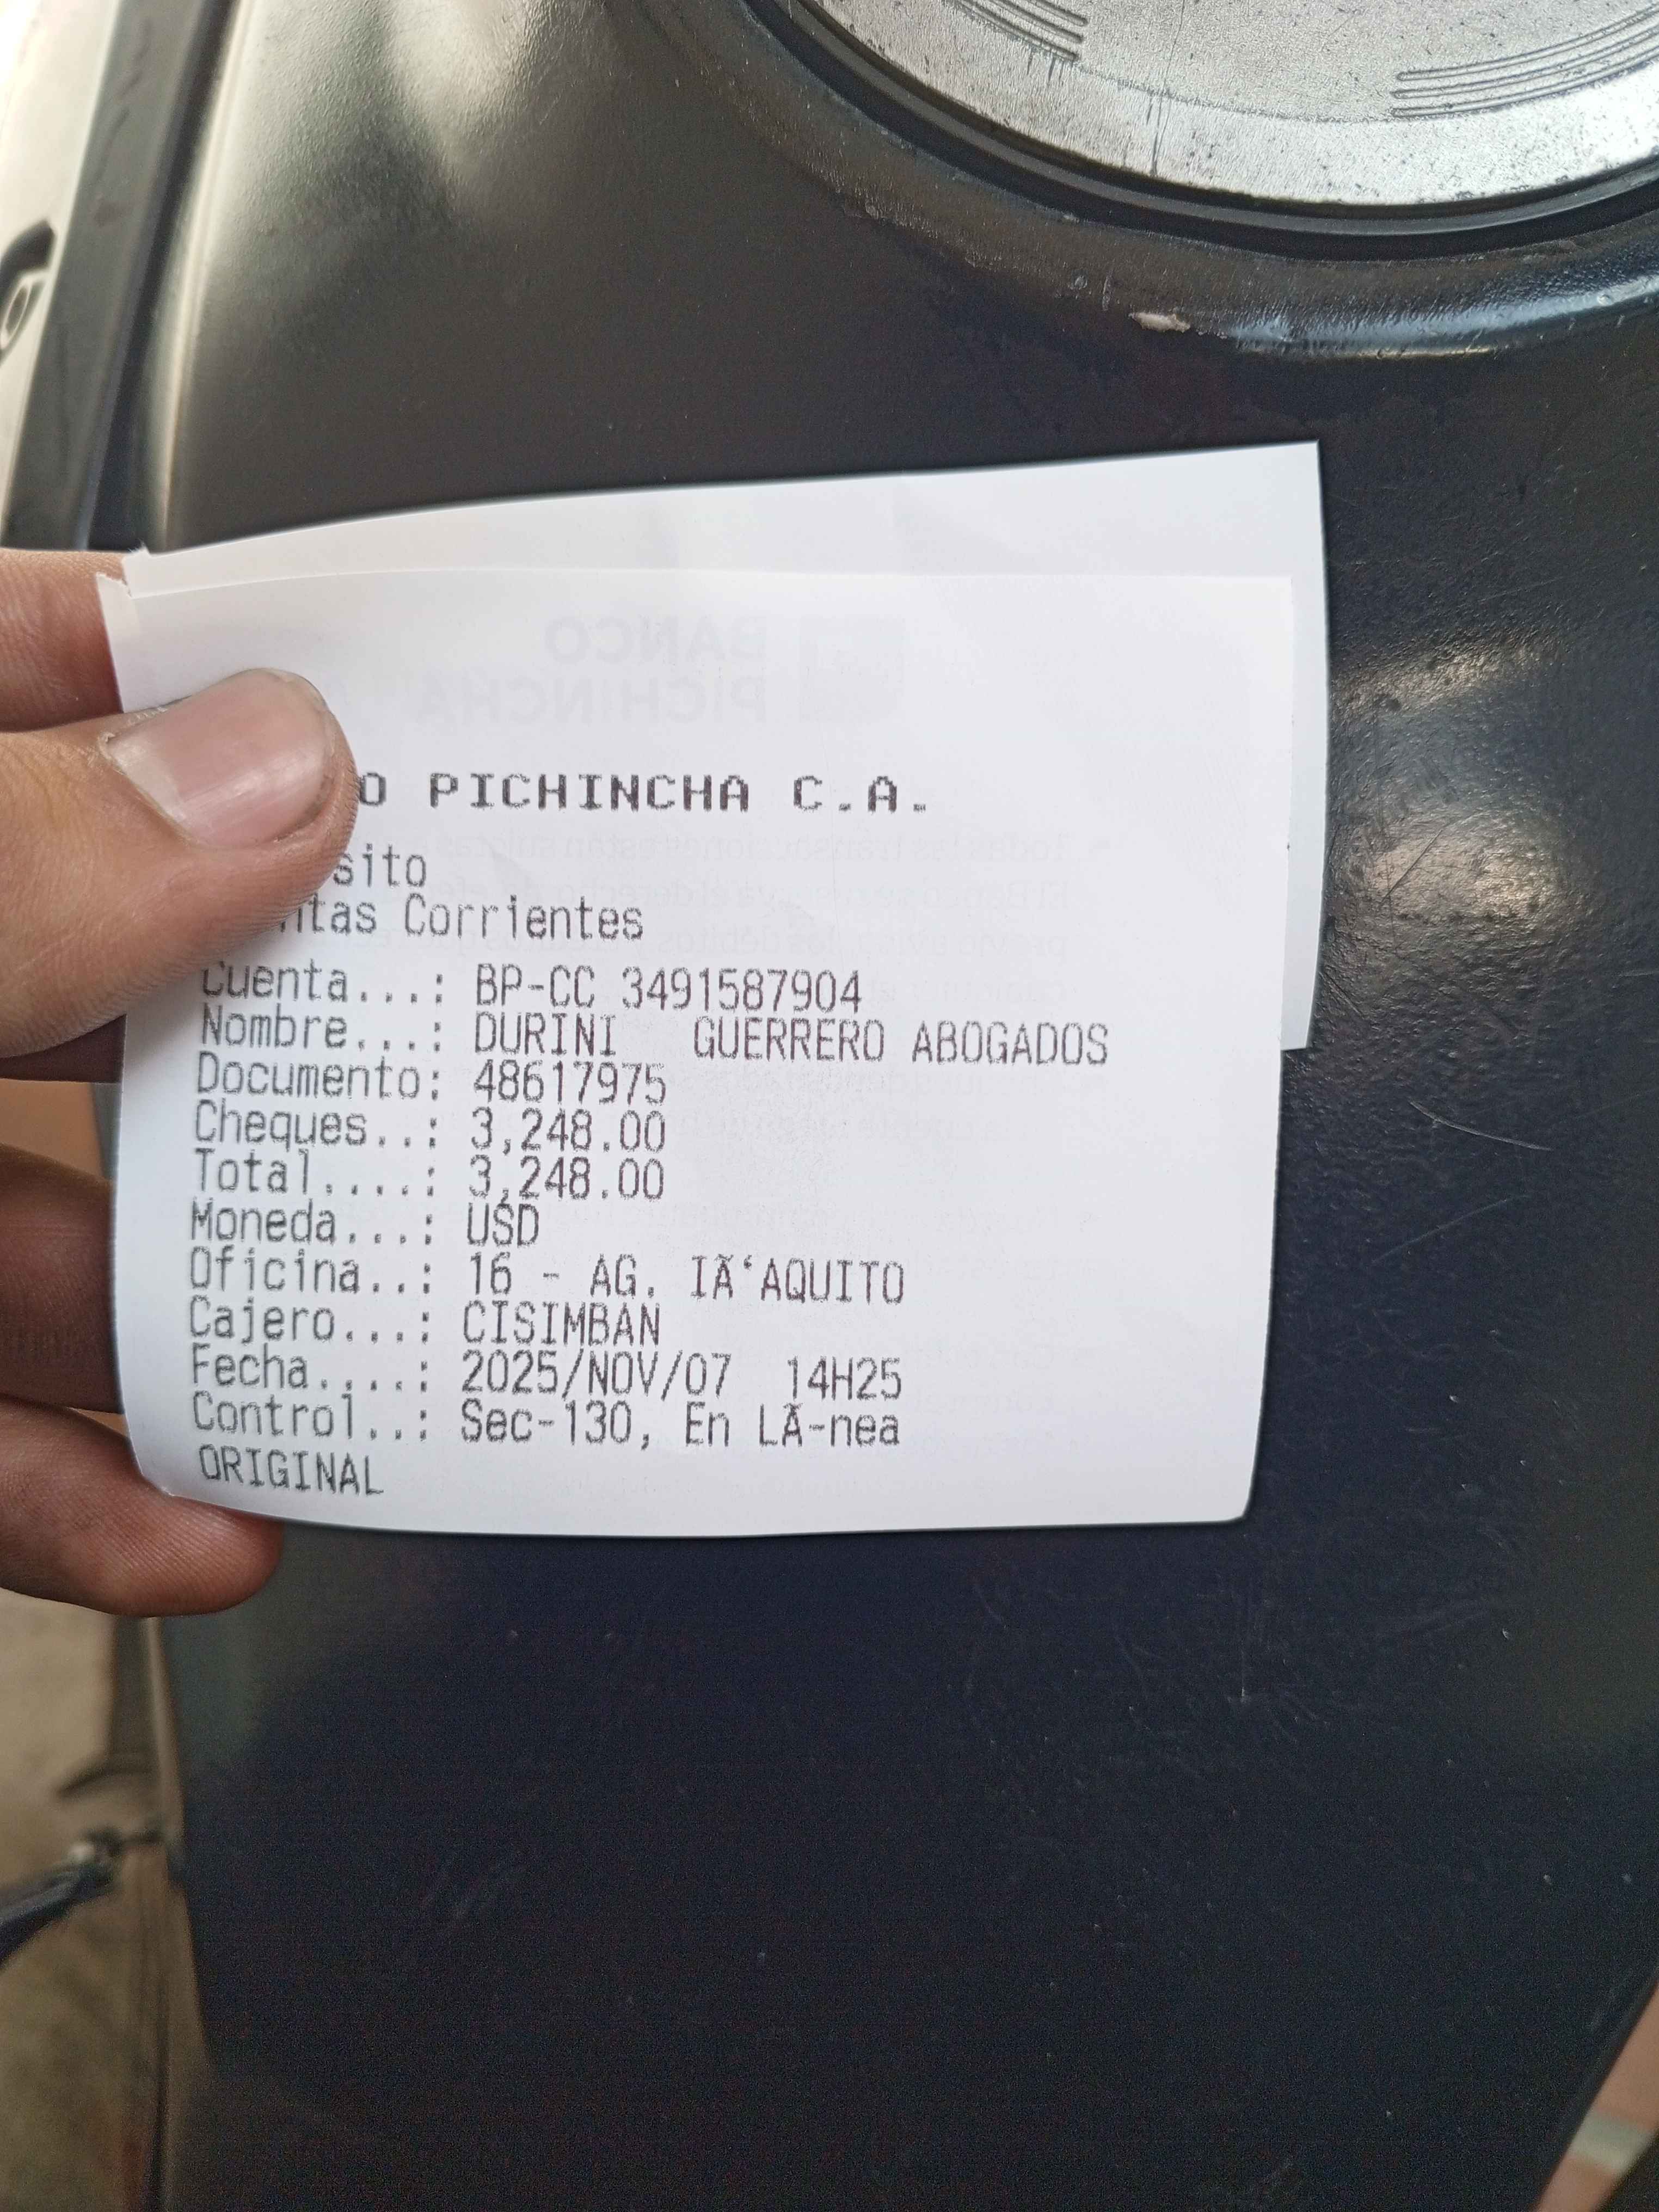 O PICHINCHA C.A.
sito
ntas Corrientes
Cuenta...: BP-CC 3491587904
Nombre...: DURINI GUERRERO ABOGADOS
Documento: 48617975
Cheques..: 3,248.00
Total....: 3,248.00
Moneda...: USD
Oficina..: 16 - AG. IÃ‘AQUITO
Cajero...: CISIMBAN
Fecha....: 2025/NOV/07 14H25
Control..: Sec-130, En LÃ-nea
ORIGINAL
BANCO
PICHINCHA